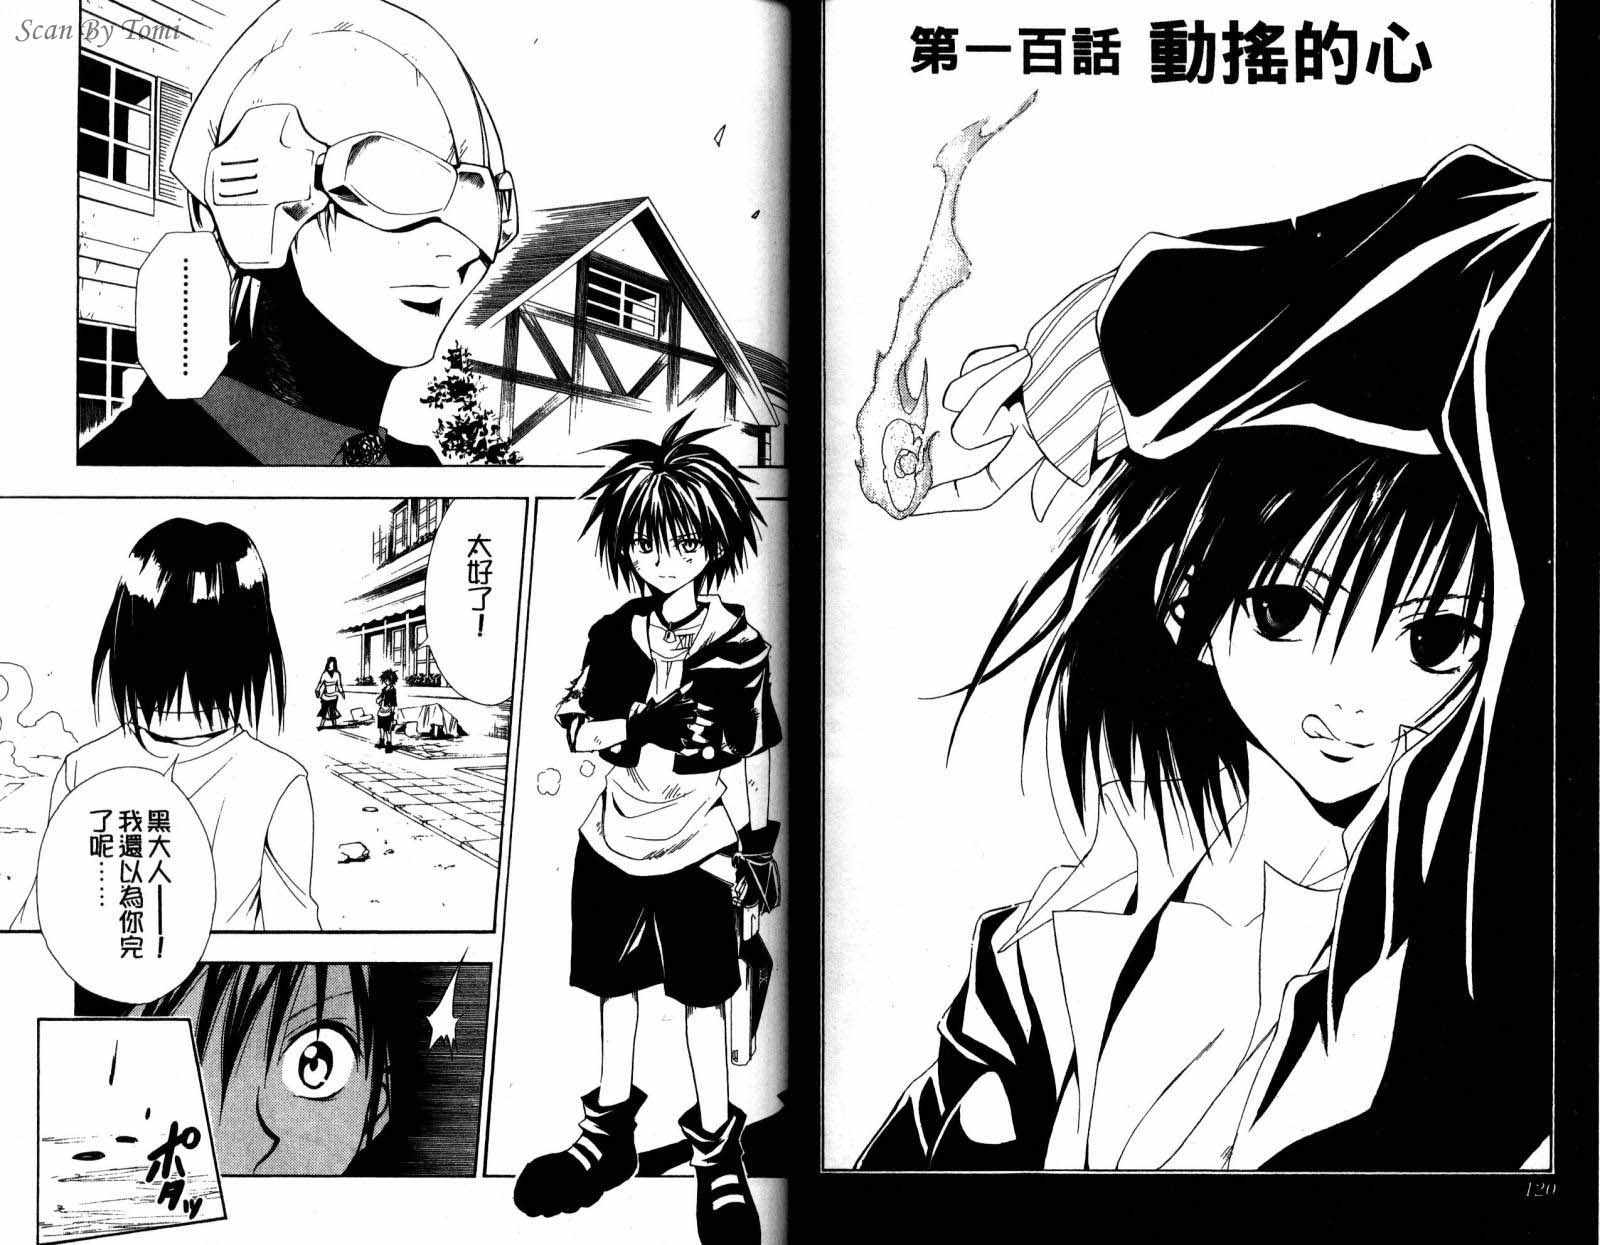 Scan By Tomi
第一百話 動搖的心
120
…………
太好了！
黑大人——！
我還以為你完
了呢……
XIII
ポタッ